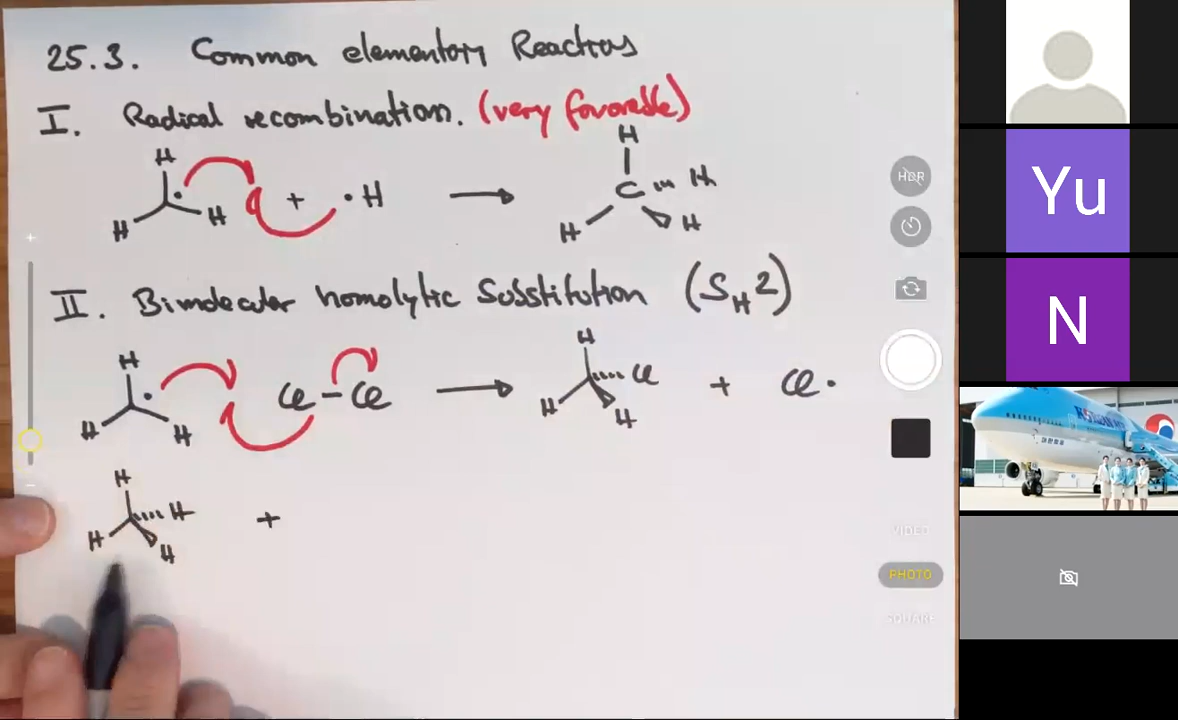 25.3. Common elementary Reactions
I. Radical recombination. (very favorable)
H
H H + ·H → H C H H H
II. Bimolecular homolytic Substitution (SH2)
H
H H Cl – Cl → H H H Cl + Cl·
H
H H H +
HDR
VIDEO
PHOTO
SQUARE
Yu
N